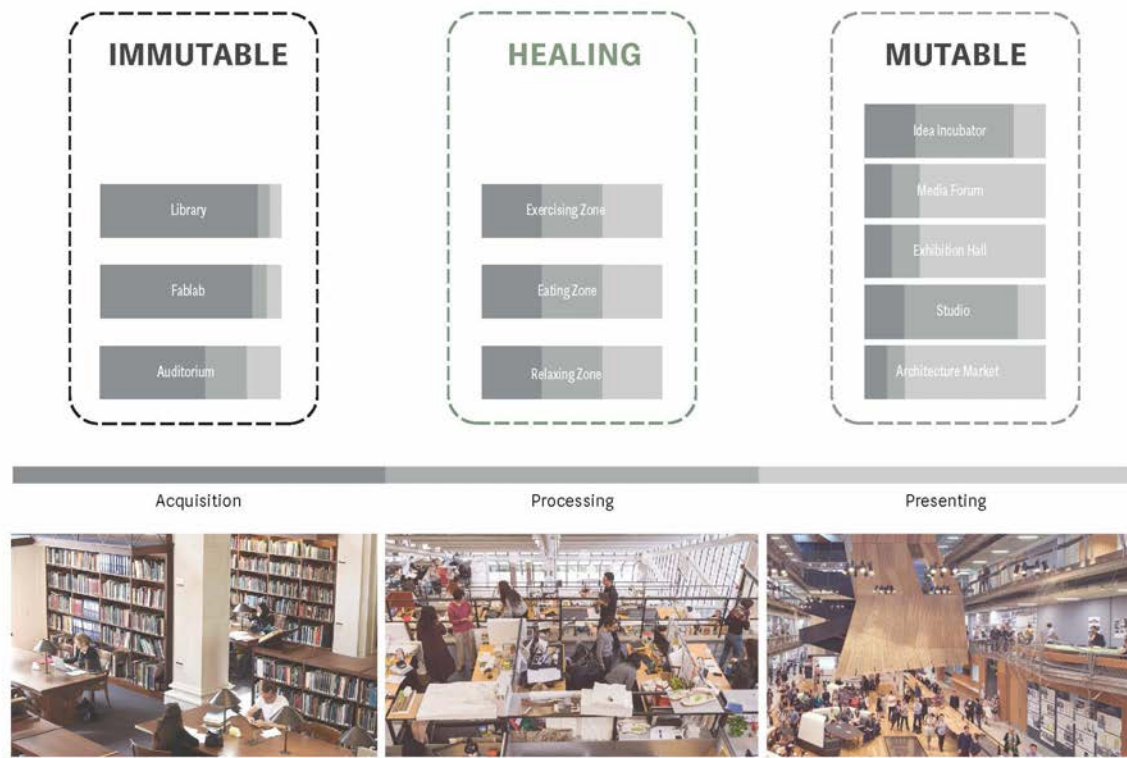 IMMUTABLE
Library
Fablab
Auditorium
HEALING
Exercising Zone
Eating Zone
Relaxing Zone
MUTABLE
Idea Incubator
Media Forum
Exhibition Hall
Studio
Architecture Market
Acquisition
Processing
Presenting